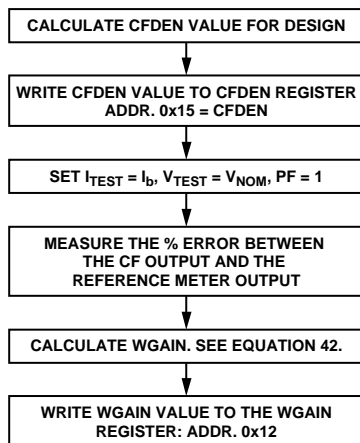 CALCULATE CFDEN VALUE FOR DESIGN
WRITE CFDEN VALUE TO CFDEN REGISTER
ADDR. 0x15 = CFDEN
SET ITEST = Ib, VTEST = VNOM, PF = 1
MEASURE THE % ERROR BETWEEN
THE CF OUTPUT AND THE
REFERENCE METER OUTPUT
CALCULATE WGAIN. SEE EQUATION 42.
WRITE WGAIN VALUE TO THE WGAIN
REGISTER: ADDR. 0x12